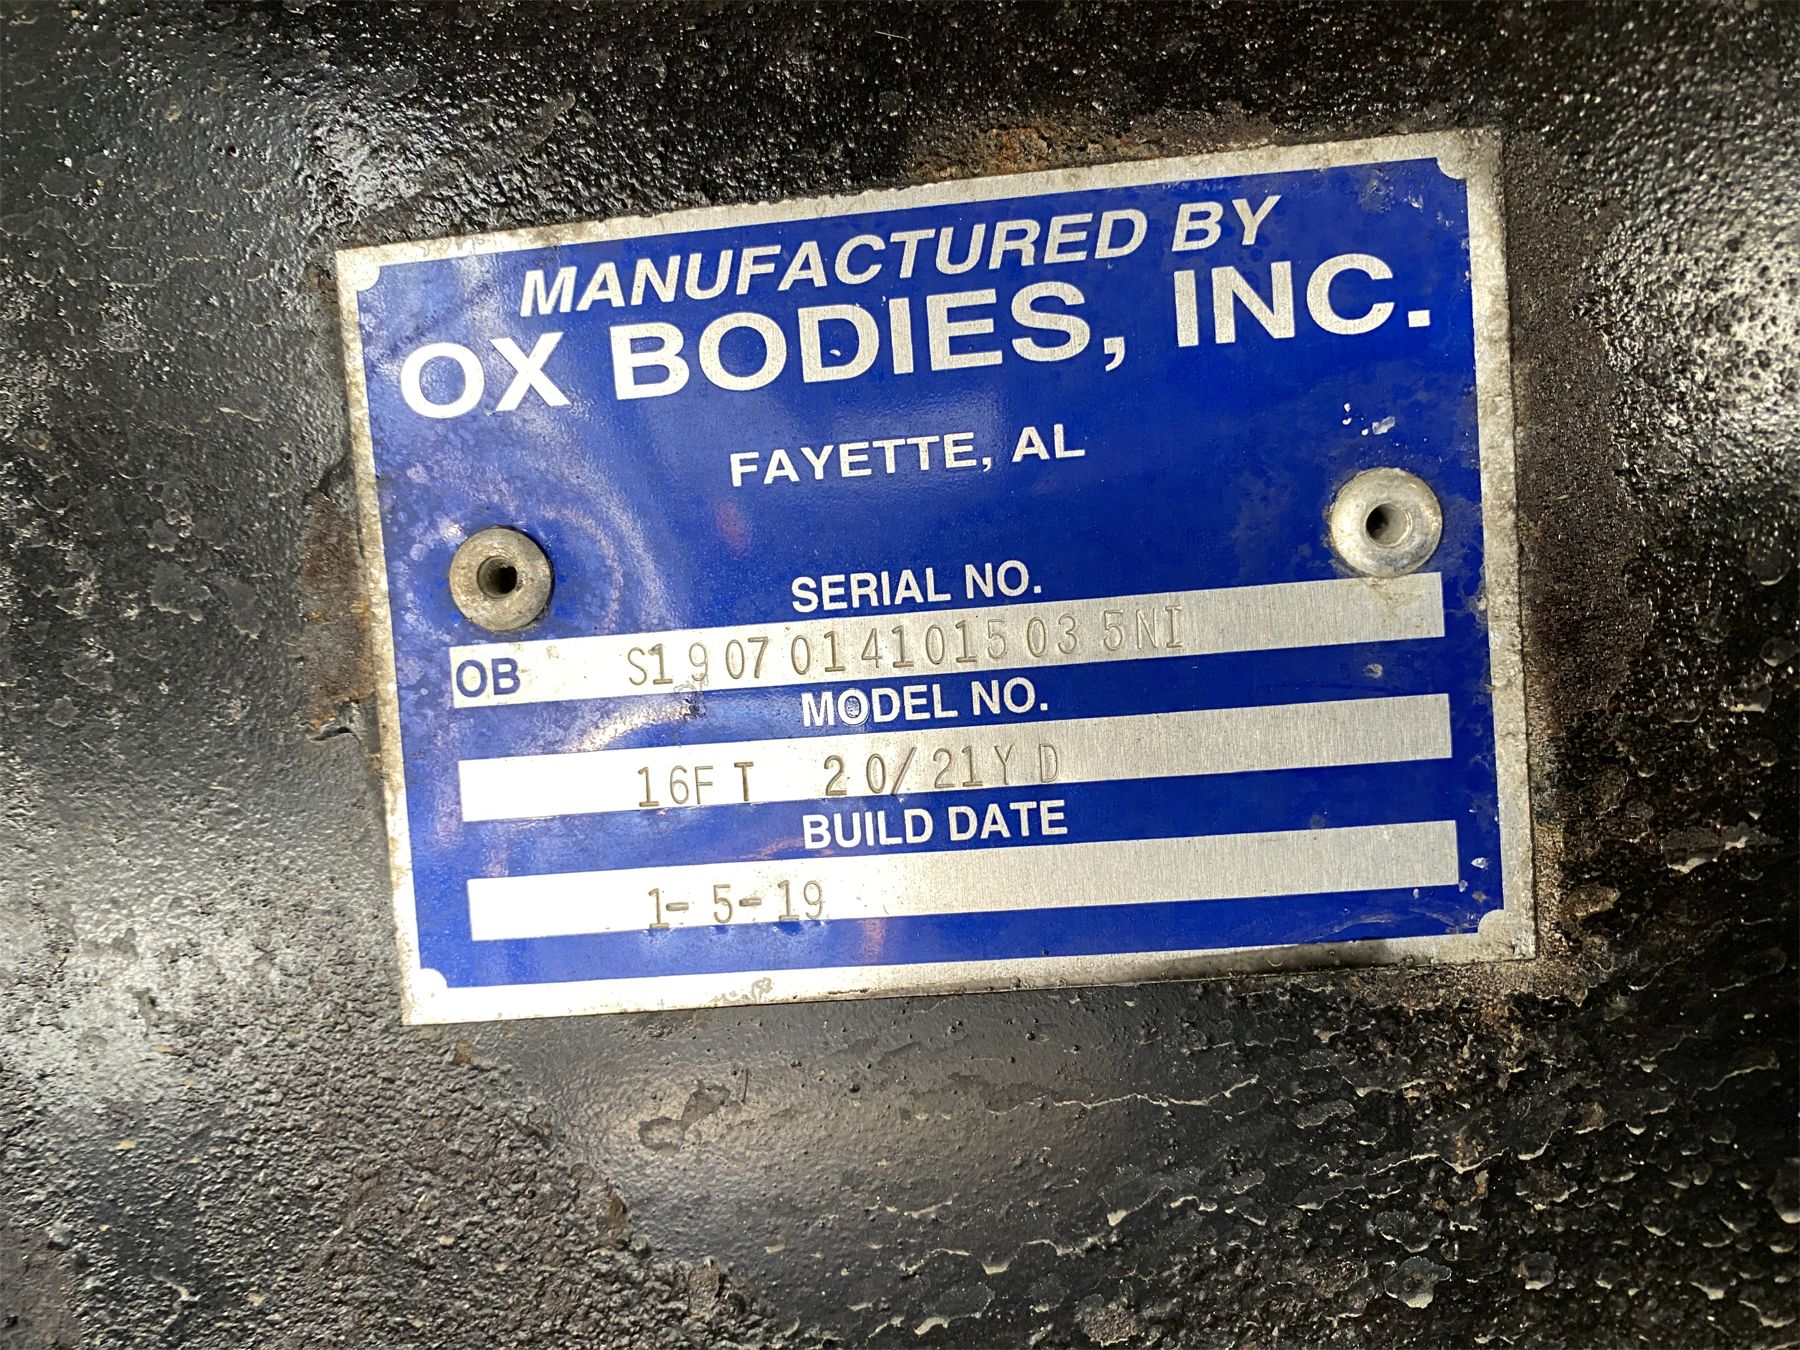 MANUFACTURED BY
OX BODIES, INC.
FAYETTE, AL
SERIAL NO.
OB S1907014101503 5NI
MODEL NO.
16FT 20/21YD
BUILD DATE
1-5-19